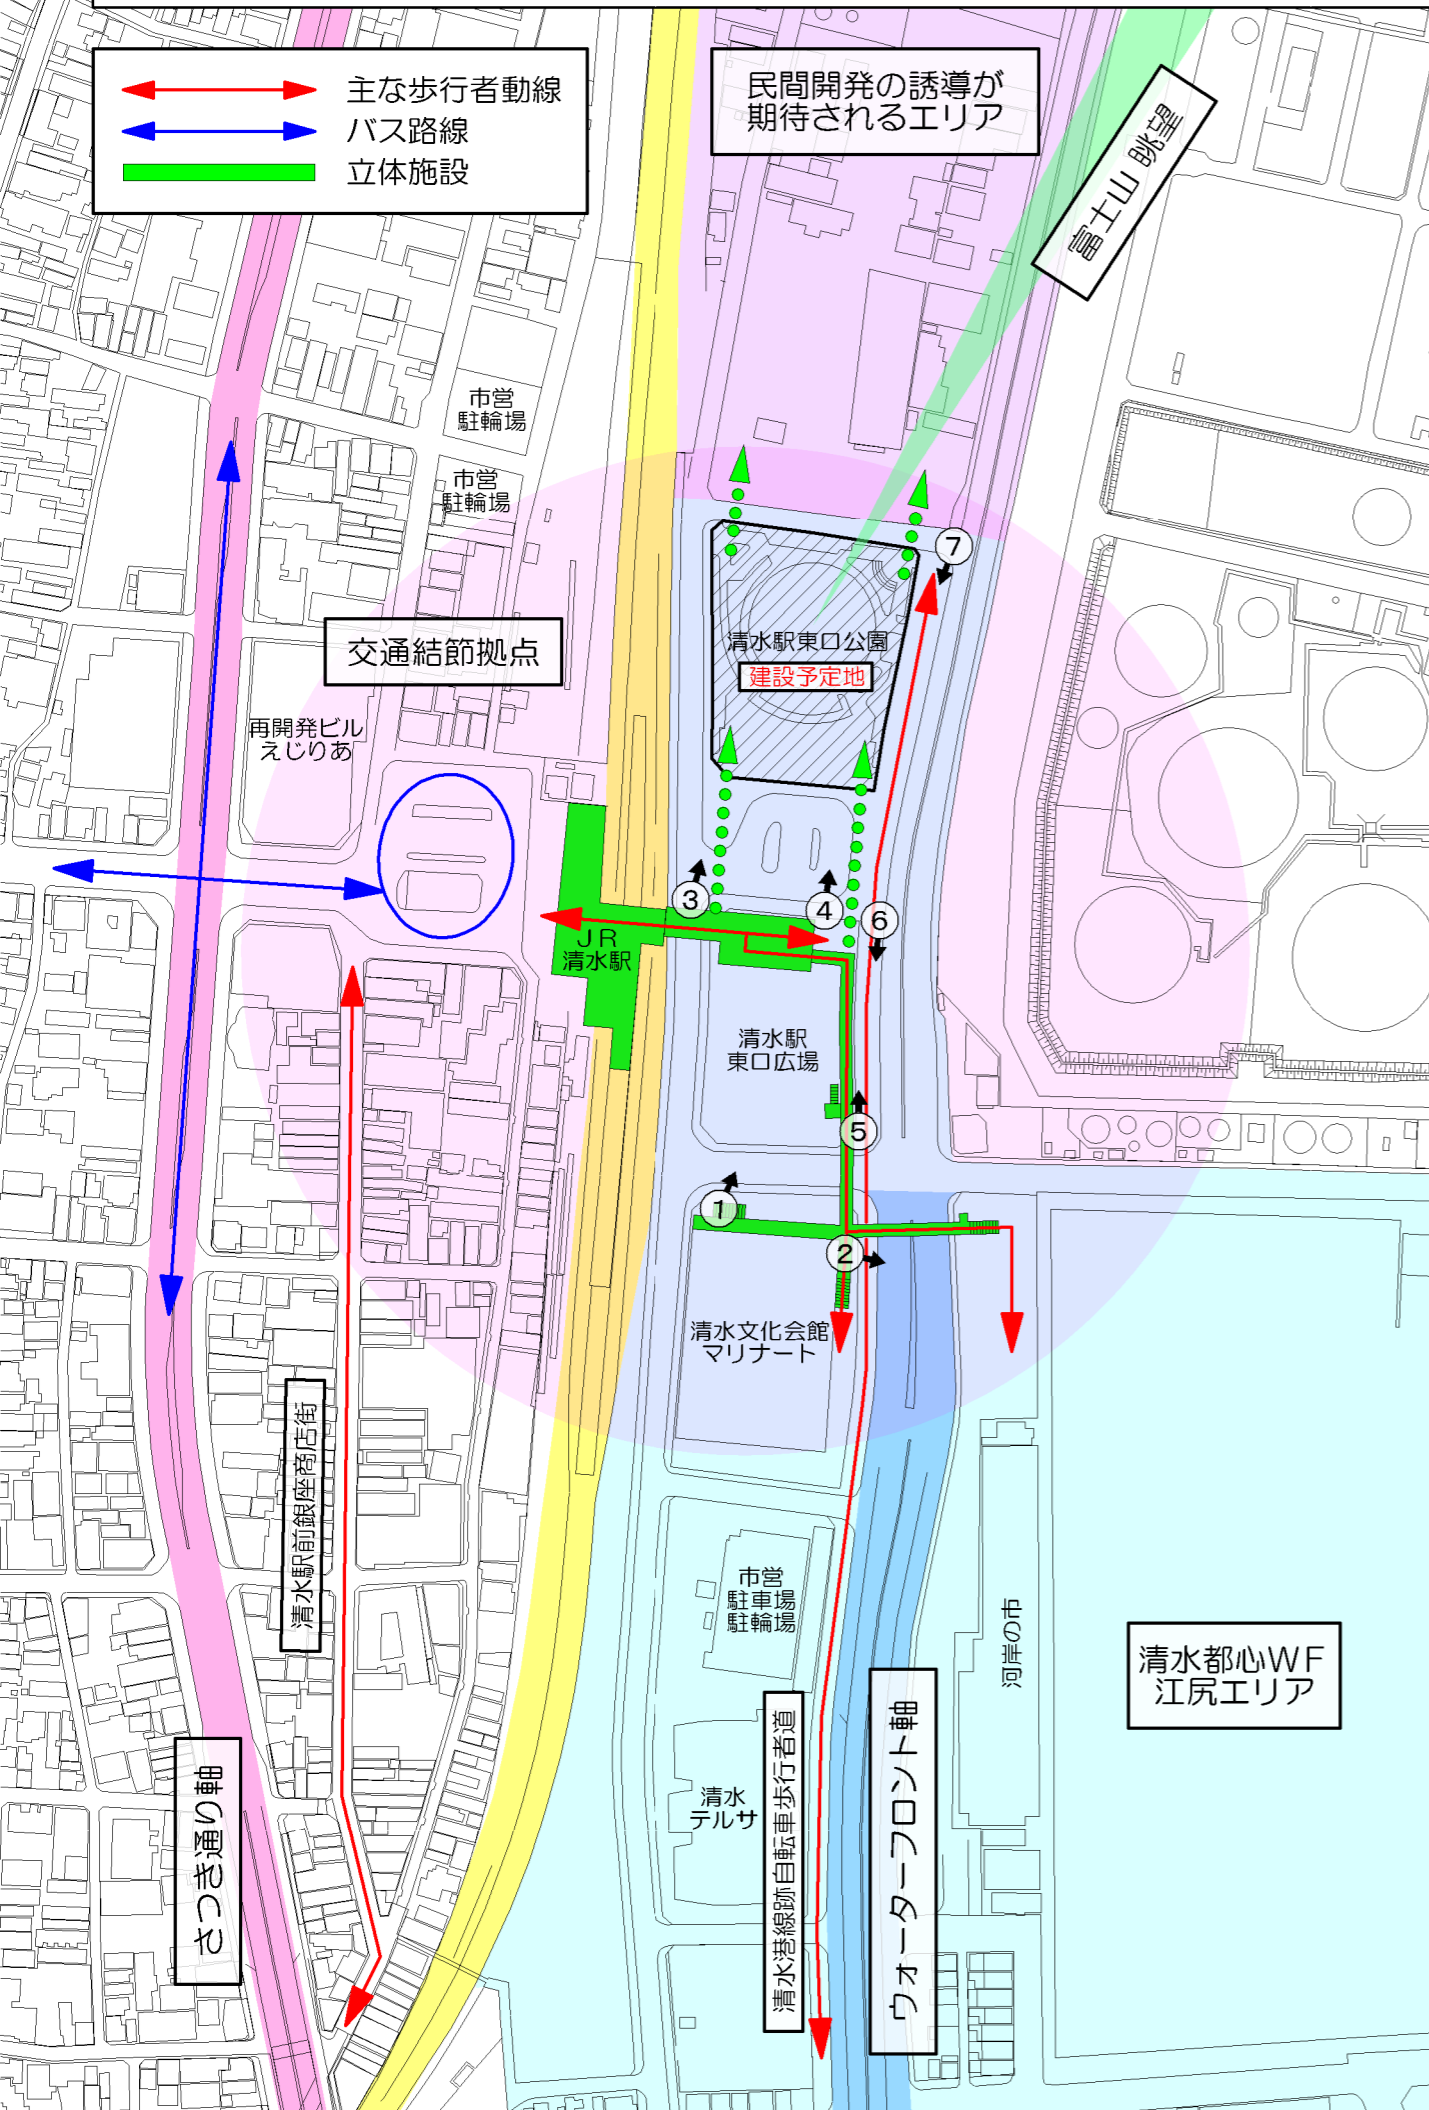 主な歩行者動線
バス路線
立体施設
民間開発の誘導が
期待されるエリア
富士山 眺望
市営
駐輪場
市営
駐輪場
⑦
交通結節拠点
清水駅東口公園
建設予定地
再開発ビル
えじりあ
③
④
⑥
JR
清水駅
清水駅
東口広場
⑤
①
②
清水文化会館
マリナート
清水駅前銀座商店街
市営
駐車場
駐輪場
河岸の市
清水都心WF
江尻エリア
さつき通り軸
清水
テルサ
清水港線跡自転車歩行者道
ウォーターフロント軸